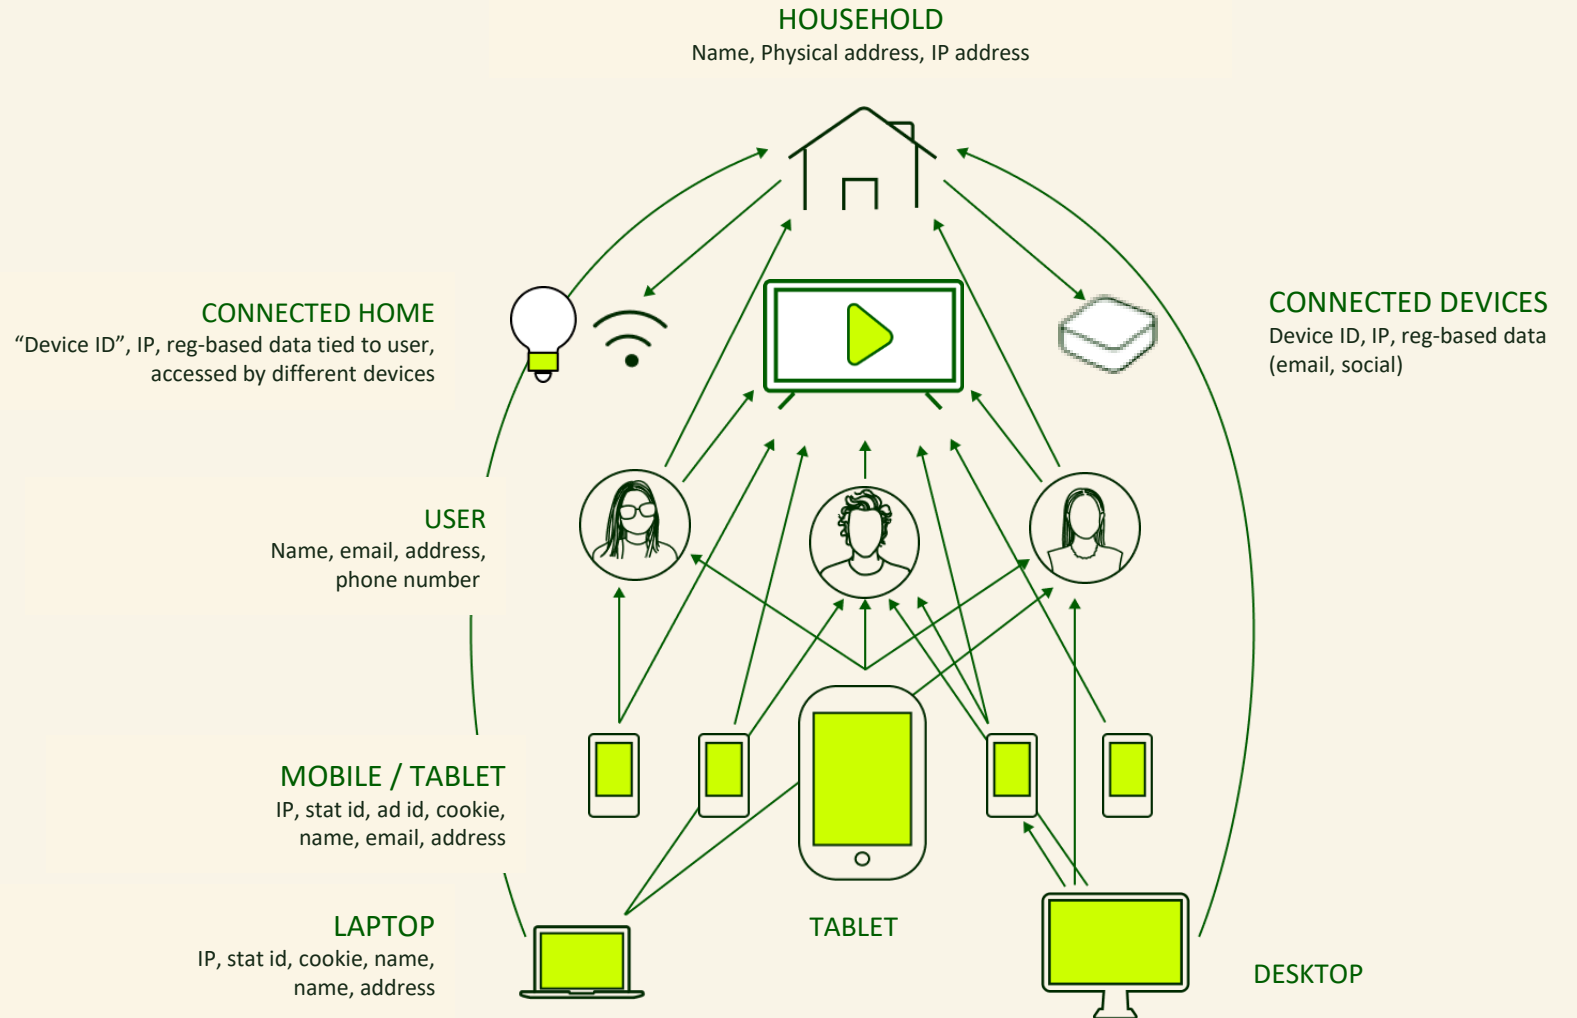 HOUSEHOLD
Name, Physical address, IP address
CONNECTED HOME
“Device ID”, IP, reg-based data tied to user,
accessed by different devices
CONNECTED DEVICES
Device ID, IP, reg-based data
(email, social)
USER
Name, email, address,
phone number
MOBILE / TABLET
IP, stat id, ad id, cookie,
name, email, address
LAPTOP
IP, stat id, cookie, name,
name, address
TABLET
DESKTOP